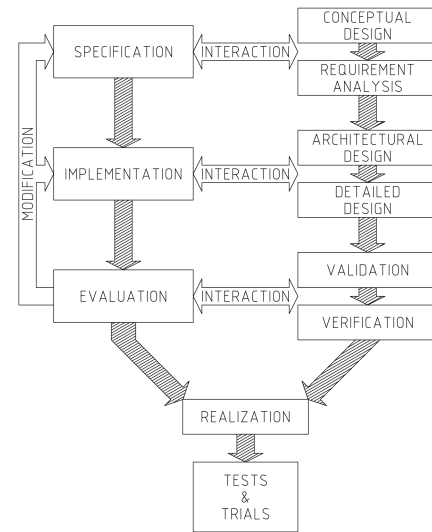 CONCEPTUAL
DESIGN
SPECIFICATION
INTERACTION
REQUIREMENT
ANALYSIS
MODIFICATION
ARCHITECTURAL
DESIGN
IMPLEMENTATION
INTERACTION
DETAILED
DESIGN
VALIDATION
EVALUATION
INTERACTION
VERIFICATION
REALIZATION
TESTS
&
TRIALS